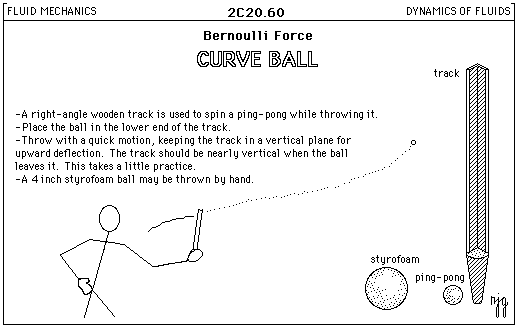 FLUID MECHANICS 2C20.60 DYNAMICS OF FLUIDS
Bernoulli Force
CURVE BALL
track
-A right-angle wooden track is used to spin a ping-pong while throwing it.
-Place the ball in the lower end of the track.
-Throw with a quick motion, keeping the track in a vertical plane for
upward deflection. The track should be nearly vertical when the ball
leaves it. This takes a little practice.
-A 4 inch styrofoam ball may be thrown by hand.
styrofoam
ping-pong